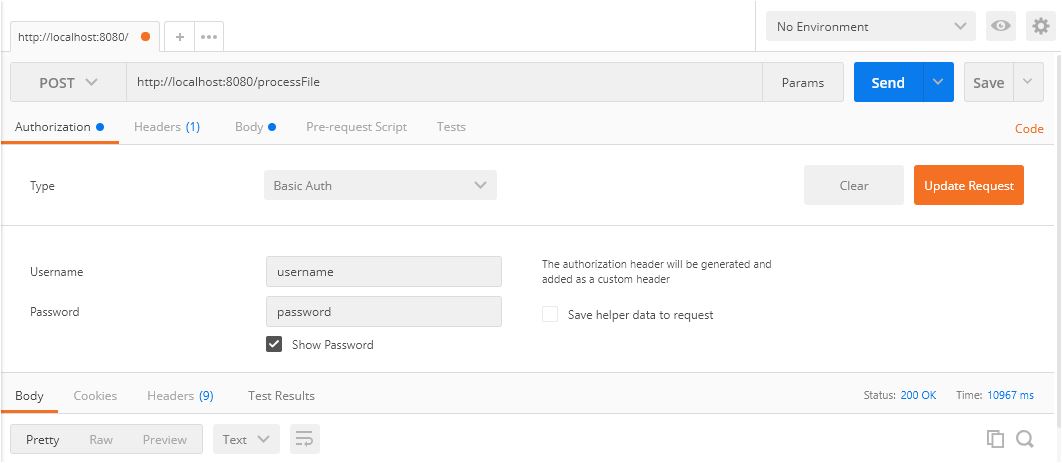 http://localhost:8080/ + ••• No Environment
POST http://localhost:8080/processFile Params Send Save
Authorization Headers (1) Body Pre-request Script Tests Code
Type Basic Auth Clear Update Request
Username username The authorization header will be generated and
added as a custom header
Password password Save helper data to request
Show Password
Body Cookies Headers (9) Test Results Status: 200 OK Time: 10967 ms
Pretty Raw Preview Text